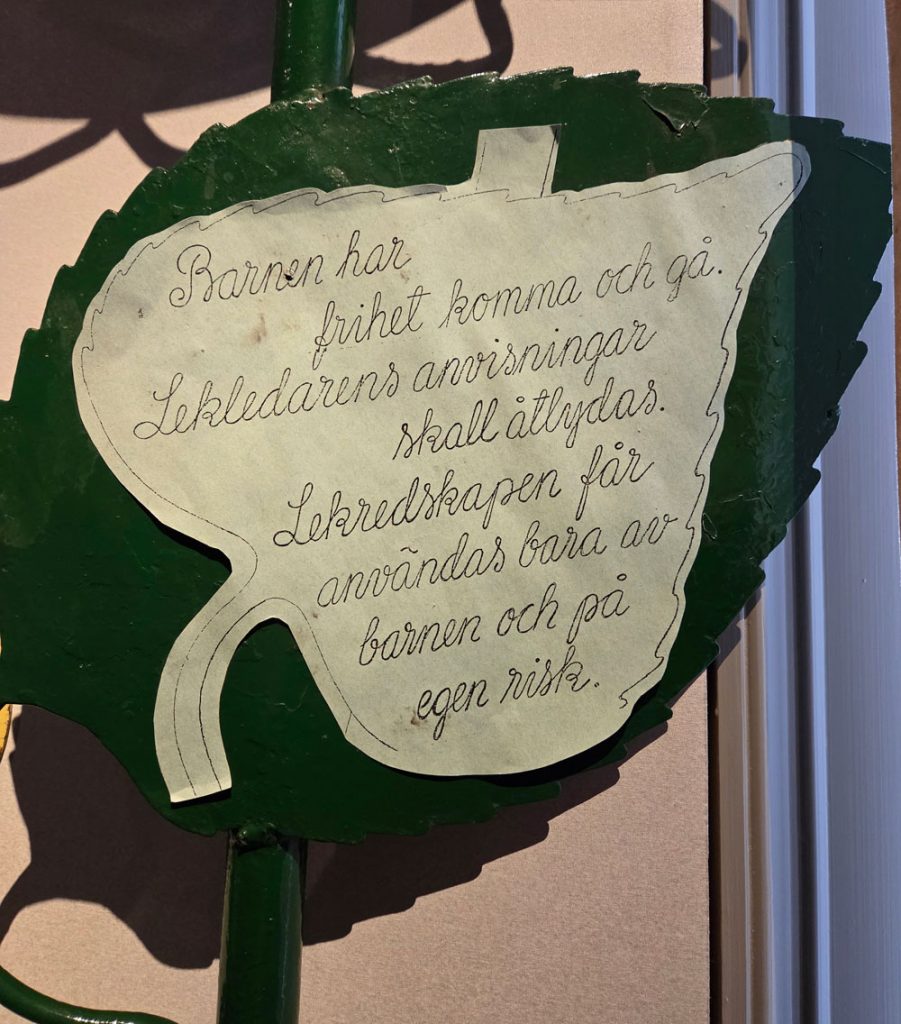 Barnen har
frihet komma och gå.
Lekledarens anvisningar
skall åtlydas.
Lekredskapen får
användas bara av
barnen och på
egen risk.